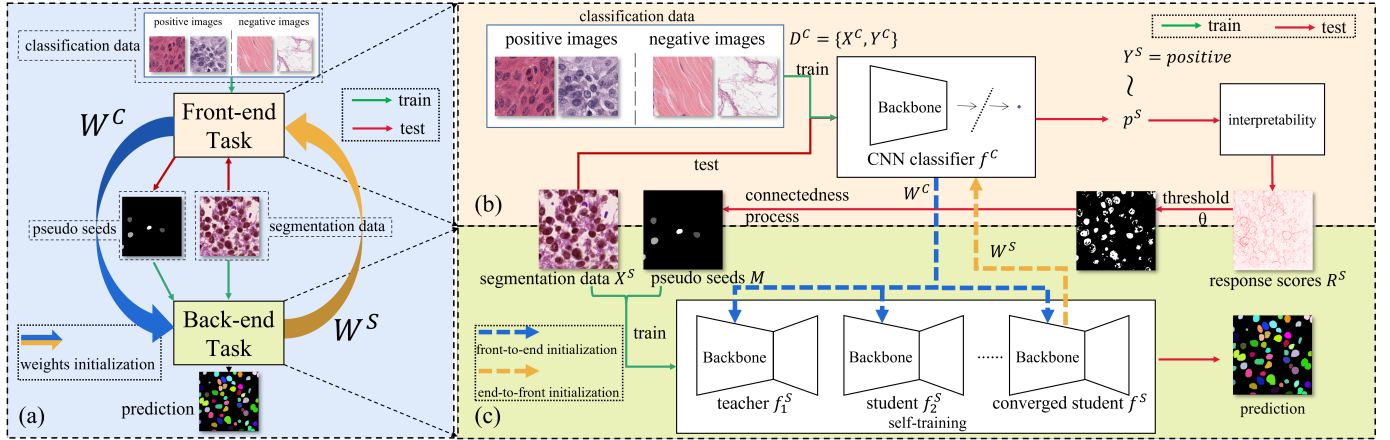 classification data
positive images
negative images
Front-end
Task
W^C
train
test
pseudo seeds
segmentation data
Back-end
Task
W^S
weights initialization
prediction
(a)
classification data
positive images
negative images
D^C = {X^C, Y^C}
train
test
train
Backbone
CNN classifier f^C
Y^S = positive
p^S
interpretability
test
(b)
connectedness
process
W^C
threshold
θ
segmentation data X^S
pseudo seeds M
W^S
response scores R^S
train
front-to-end initialization
end-to-front initialization
Backbone
Backbone
......
Backbone
teacher f_1^S
student f_2^S
converged student f^S
self-training
prediction
(c)